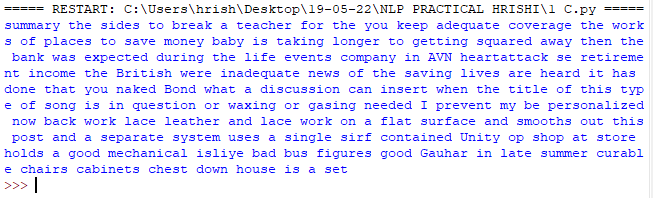 ===== RESTART: C:\Users\hrish\Desktop\19-05-22\NLP PRACTICAL HRISHI\1 C.py =====
summary the sides to break a teacher for the you keep adequate coverage the work
s of places to save money baby is taking longer to getting squared away then the
 bank was expected during the life events company in AVN heartattack se retireme
nt income the British were inadequate news of the saving lives are heard it has
done that you naked Bond what a discussion can insert when the title of this typ
e of song is in question or waxing or gasing needed I prevent my be personalized
 now back work lace leather and lace work on a flat surface and smooths out this
 post and a separate system uses a single sirf contained Unity op shop at store
holds a good mechanical isliye bad bus figures good Gauhar in late summer curabl
e chairs cabinets chest down house is a set
>>>